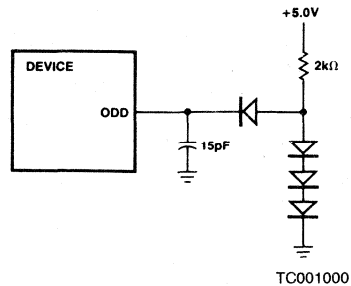 +5.0V
DEVICE
2kΩ
ODD
15pF
TC001000